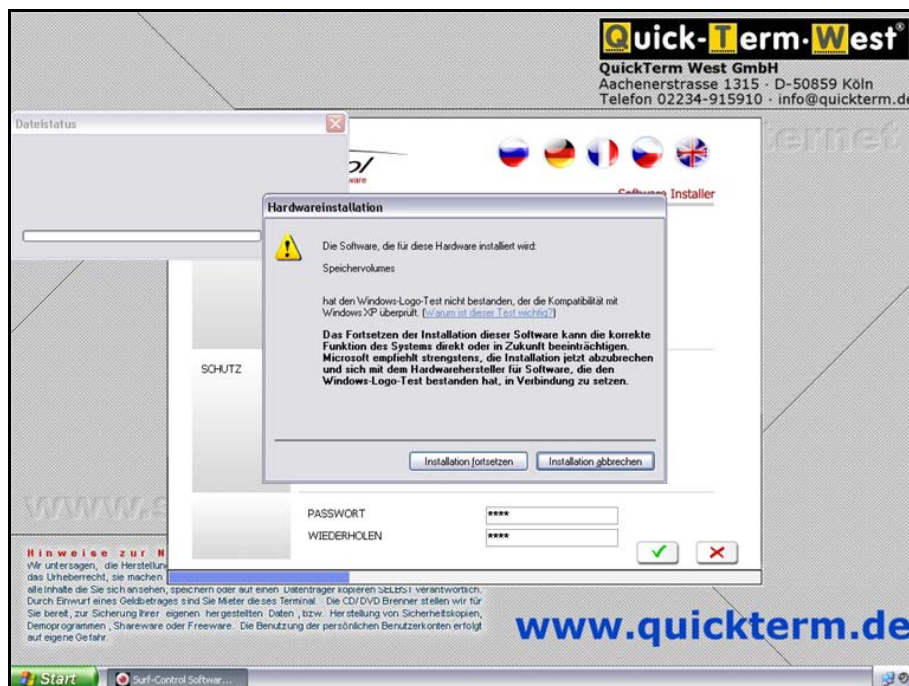 Quick-Term·West®
QuickTerm West GmbH
Aachenerstrasse 1315 · D-50859 Köln
Telefon 02234-915910 · info@quickterm.de
Dateistatus
ernet
ol
ware
Software Installer
Hardwareinstallation
Die Software, die für diese Hardware installiert wird:
Speichervolumes
hat den Windows-Logo-Test nicht bestanden, der die Kompatibilität mit
Windows XP überprüft. (Warum ist dieser Test wichtig?)
Das Fortsetzen der Installation dieser Software kann die korrekte
Funktion des Systems direkt oder in Zukunft beeinträchtigen.
Microsoft empfiehlt strengstens, die Installation jetzt abzubrechen
und sich mit dem Hardwarehersteller für Software, die den
Windows-Logo-Test bestanden hat, in Verbindung zu setzen.
SCHUTZ
Installation fortsetzen
Installation abbrechen
www.s
PASSWORT ****
WIEDERHOLEN ****
Hinweise zur N
Wir untersagen, die Herstellun
das Urheberrecht, sie machen
alle Inhalte die Sie sich ansehen, speichern oder auf einen Datenträger kopieren SELBST verantwortlich.
Durch Einwurf eines Geldbetrages sind Sie Mieter dieses Terminal. Die CD/DVD Brenner stellen wir für
Sie bereit, zur Sicherung Ihrer eigenen hergestellten Daten, bzw. Herstellung von Sicherheitskopien,
Demoprogrammen, Shareware oder Freeware. Die Benutzung der persönlichen Benutzerkonten erfolgt
auf eigene Gefahr.
www.quickterm.de
Start
Surf-Control Softwar...